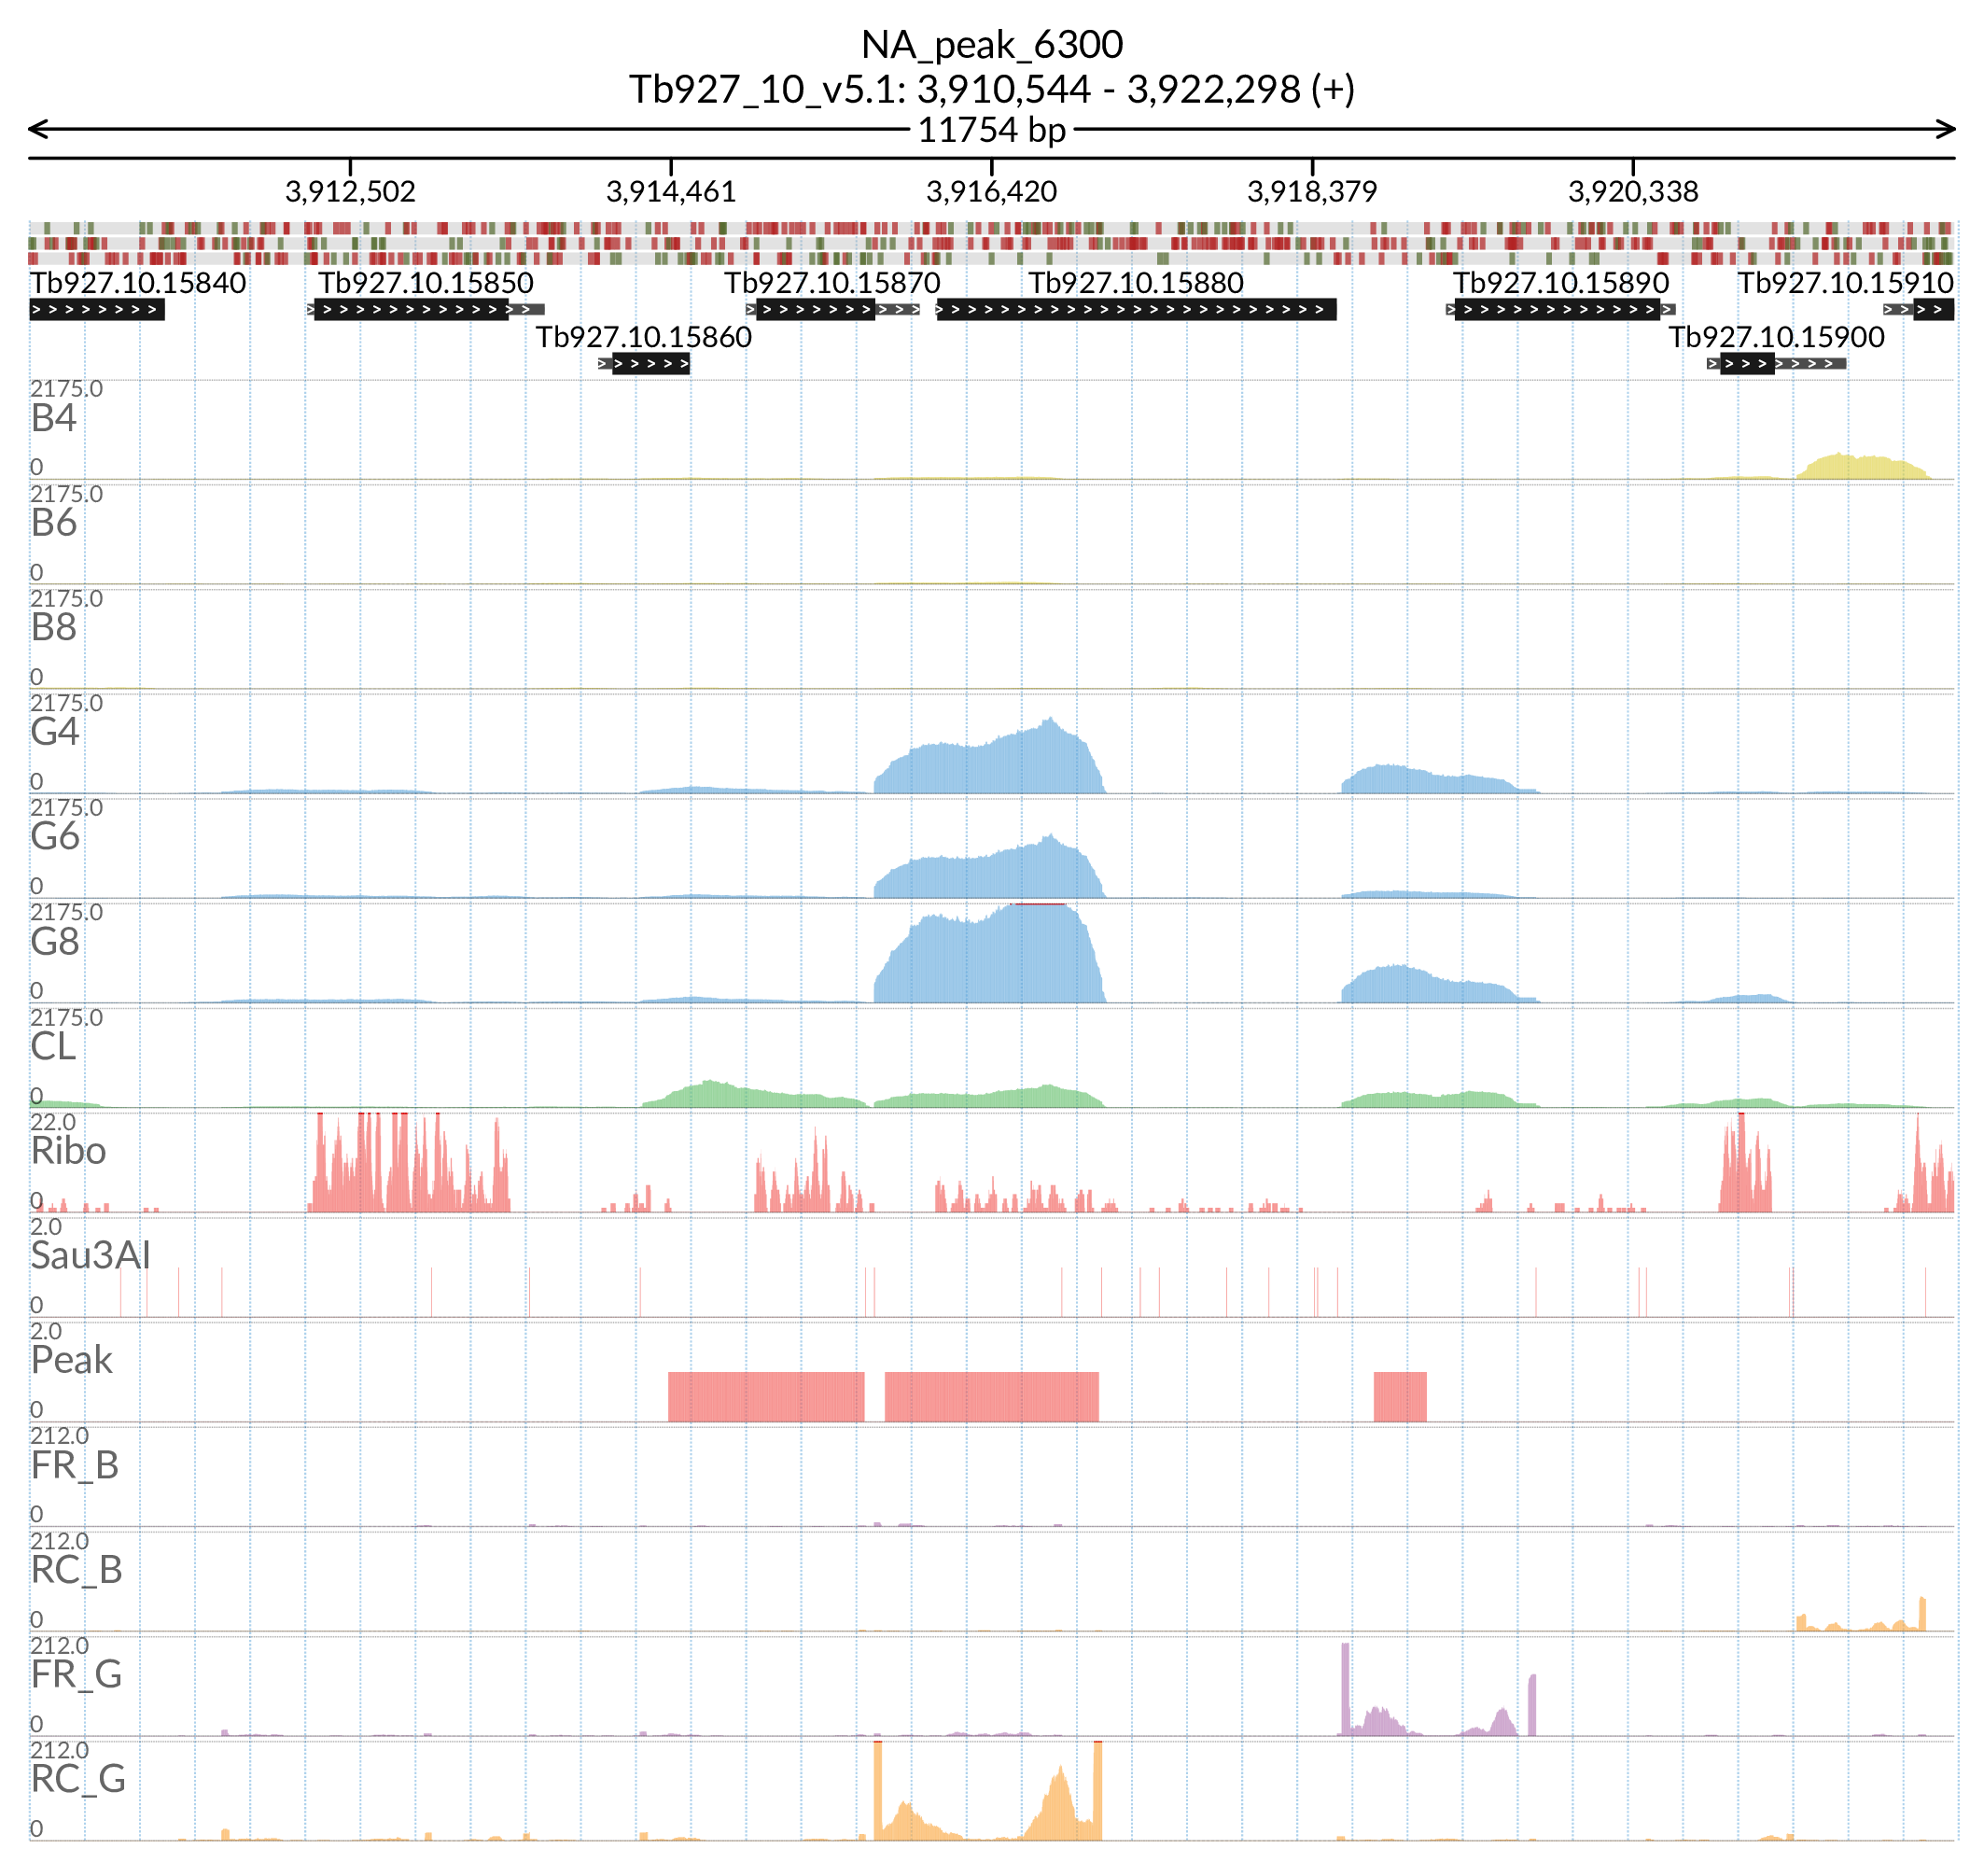 NA_peak_6300
Tb927_10_v5.1: 3,910,544 - 3,922,298 (+)
11754 bp
3,912,502 3,914,461 3,916,420 3,918,379 3,920,338
Tb927.10.15840 Tb927.10.15850 Tb927.10.15870 Tb927.10.15880 Tb927.10.15890 Tb927.10.15910
Tb927.10.15860 Tb927.10.15900
2175.0
B4
0
2175.0
B6
0
2175.0
B8
0
2175.0
G4
0
2175.0
G6
0
2175.0
G8
0
2175.0
CL
0
22.0
Ribo
0
2.0
Sau3AI
0
2.0
Peak
0
212.0
FR_B
0
212.0
RC_B
0
212.0
FR_G
0
212.0
RC_G
0